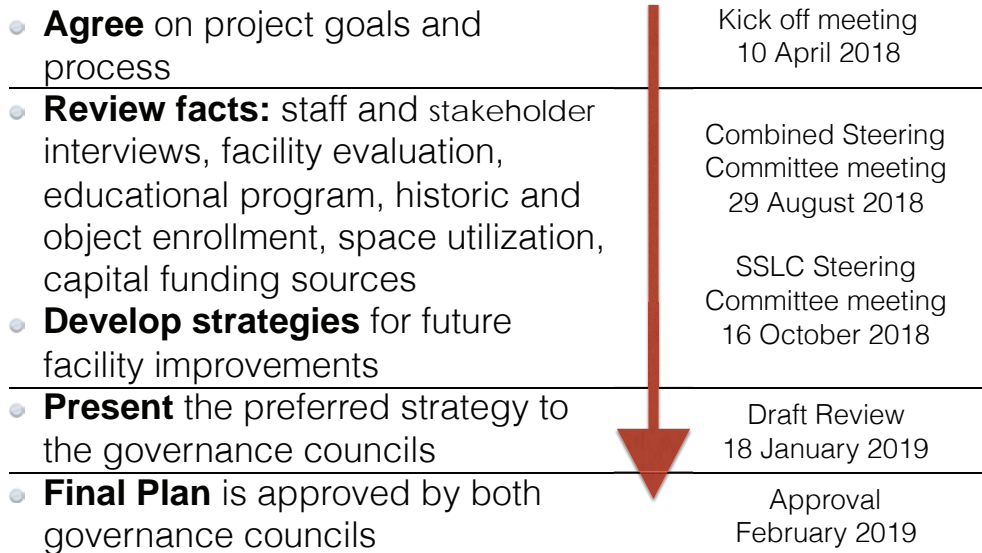 Agree on project goals and
process
Kick off meeting
10 April 2018
Review facts: staff and stakeholder
interviews, facility evaluation,
educational program, historic and
object enrollment, space utilization,
capital funding sources
Develop strategies for future
facility improvements
Combined Steering
Committee meeting
29 August 2018
SSLC Steering
Committee meeting
16 October 2018
Present the preferred strategy to
the governance councils
Draft Review
18 January 2019
Final Plan is approved by both
governance councils
Approval
February 2019